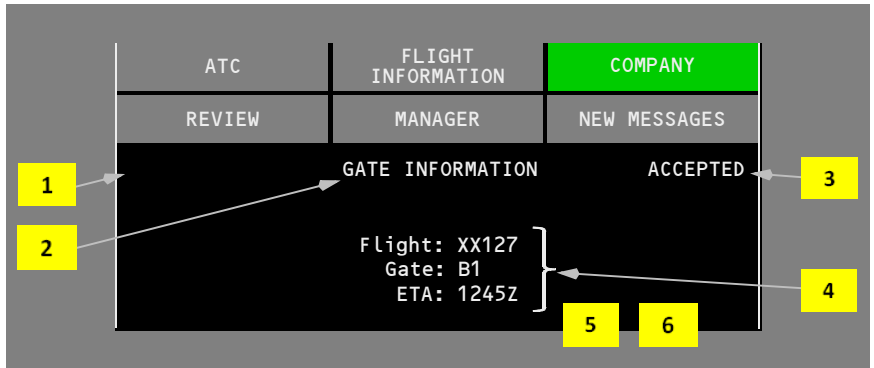 ATC
FLIGHT
INFORMATION
COMPANY
REVIEW
MANAGER
NEW MESSAGES
1
GATE INFORMATION
ACCEPTED
3
2
Flight: XX127
Gate: B1
ETA: 1245Z
4
5
6